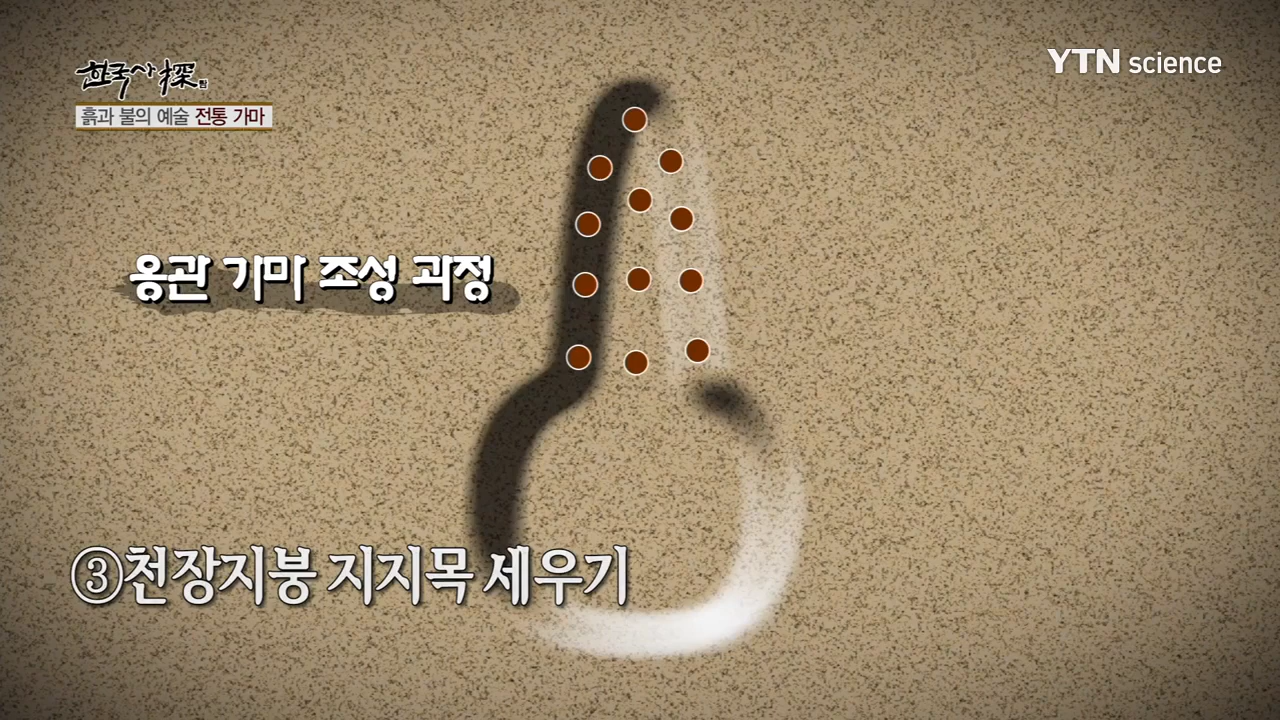 한국사 探
흙과 불의 예술 전통 가마
YTN science
옹관 가마 조성 과정
③천장지붕 지지목 세우기